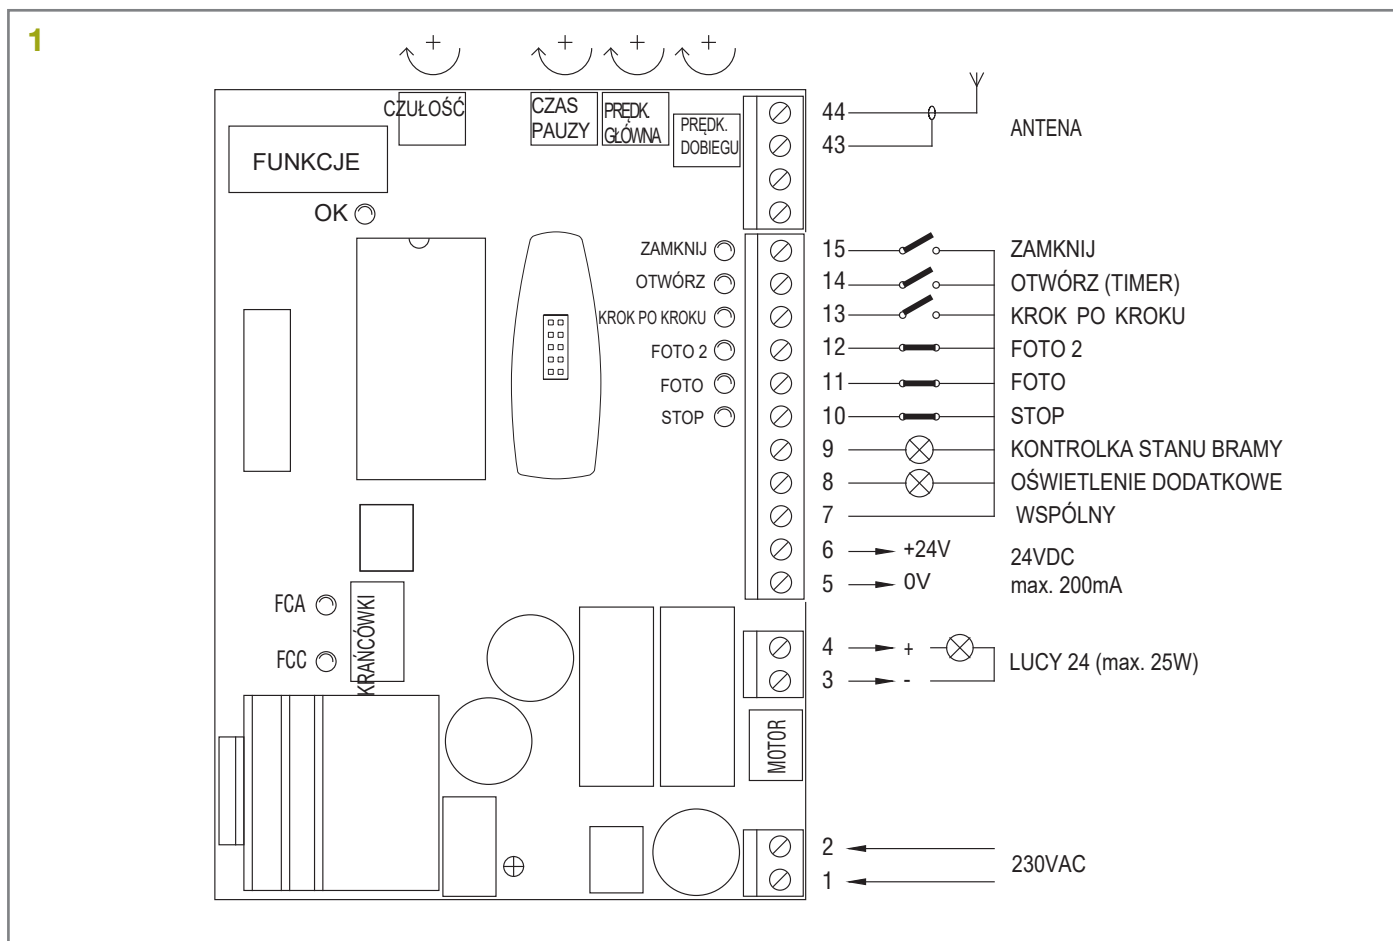 1
+ + + +
CZUŁOŚĆ
CZAS
PAUZY
PRĘDK.
GŁÓWNA
PRĘDK.
DOBIEGU
FUNKCJE
OK
44
43
ANTENA
ZAMKNIJ 15 ZAMKNIJ
OTWÓRZ 14 OTWÓRZ (TIMER)
KROK PO KROKU 13 KROK PO KROKU
FOTO 2 12 FOTO 2
FOTO 11 FOTO
STOP 10 STOP
9 KONTROLKA STANU BRAMY
8 OŚWIETLENIE DODATKOWE
7 WSPÓLNY
6 +24V
5 0V
24VDC
max. 200mA
FCA
FCC
KRAŃCÓWKI
4 +
3 -
LUCY 24 (max. 25W)
MOTOR
2
1
230VAC